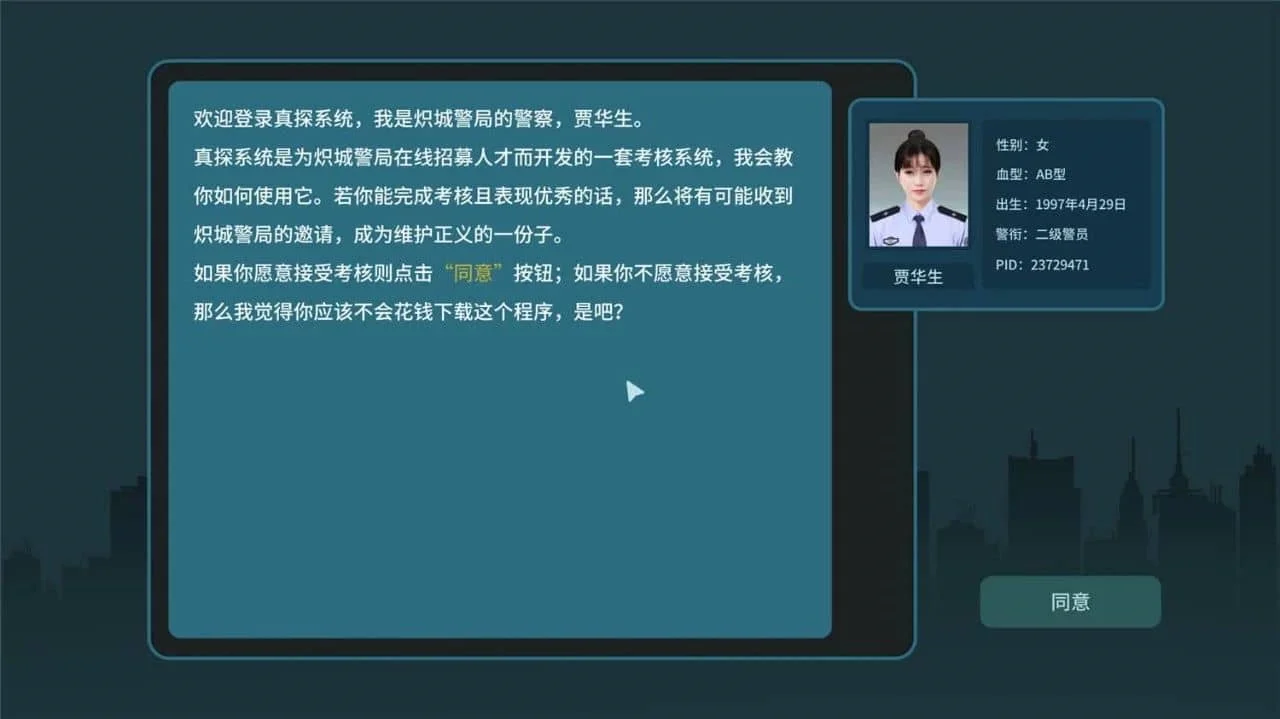 欢迎登录真探系统，我是炽城警局的警察，贾华生。
真探系统是为炽城警局在线招募人才而开发的一套考核系统，我会教
你如何使用它。若你能完成考核且表现优秀的话，那么将有可能收到
炽城警局的邀请，成为维护正义的一份子。
如果你愿意接受考核则点击“同意”按钮；如果你不愿意接受考核，
那么我觉得你应该不会花钱下载这个程序，是吧？
性别：女
血型：AB型
出生：1997年4月29日
警衔：二级警员
PID：23729471
贾华生
同意